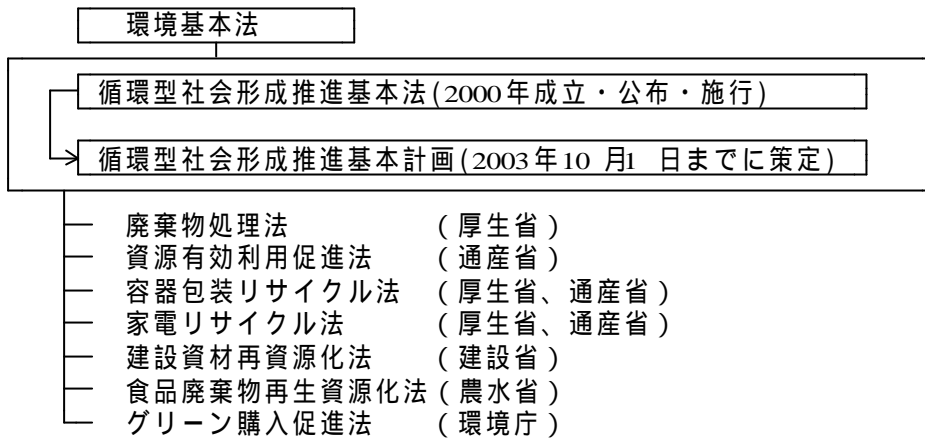 環境基本法
循環型社会形成推進基本法(2000年成立・公布・施行)
循環型社会形成推進基本計画(2003年10月1日までに策定)
廃棄物処理法 (厚生省)
資源有効利用促進法 (通産省)
容器包装リサイクル法 (厚生省、通産省)
家電リサイクル法 (厚生省、通産省)
建設資材再資源化法 (建設省)
食品廃棄物再生資源化法(農水省)
グリーン購入促進法 (環境庁)